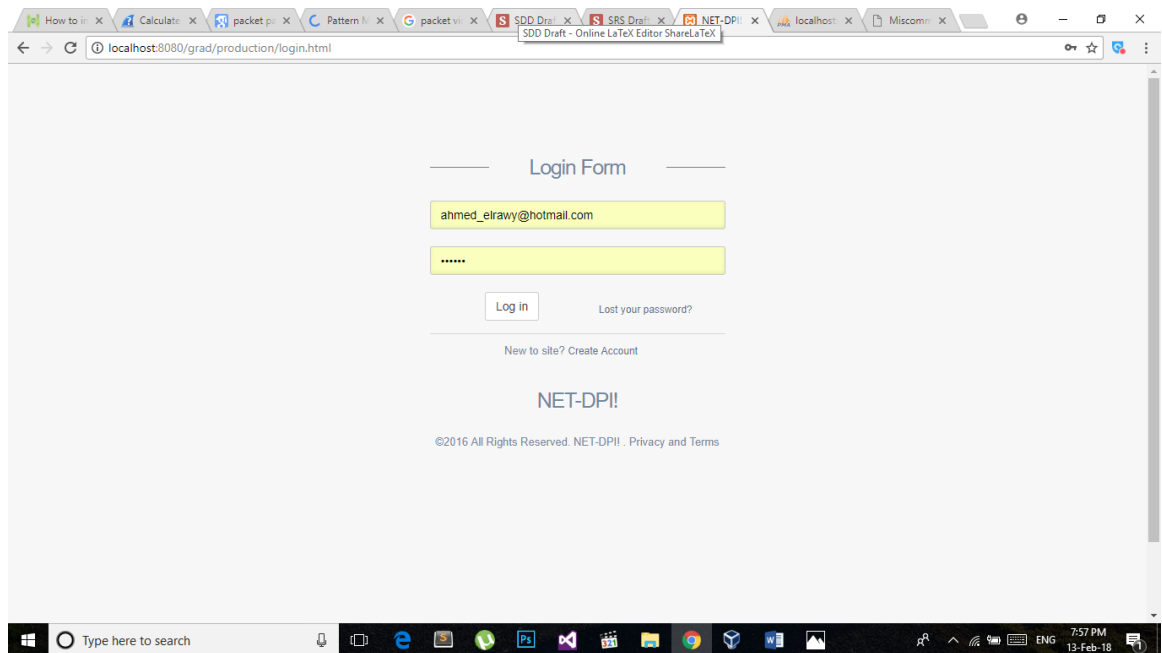 How to in Calculate packet pa Pattern M packet vi SDD Draf SRS Draft NET-DPI! localhost: Miscomm
SDD Draft - Online LaTeX Editor ShareLaTeX
localhost:8080/grad/production/login.html
Login Form
ahmed_elrawy@hotmail.com
••••••
Log in Lost your password?
New to site? Create Account
NET-DPI!
©2016 All Rights Reserved. NET-DPI! . Privacy and Terms
Type here to search
ENG
7:57 PM
13-Feb-18